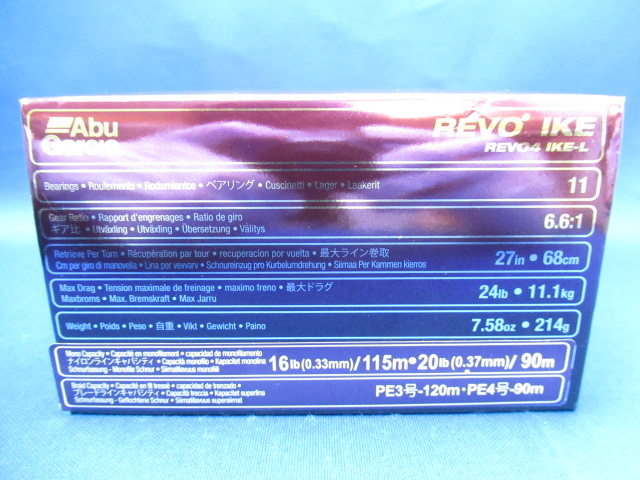 Abu
Garcia
REVO IKE
REVO4 IKE-L
Bearings • Roulements • Rodamientos • ベアリング • Cuscinetti • Lager • Laakerit
11
Gear Ratio • Rapport d'engrenages • Ratio de giro
ギア比 • Utväxling • Utväxling • Übersetzung • Välitys
6.6:1
Retrieve Per Turn • Récupération par tour • recuperacion por vuelta • 最大ライン巻取
Cm per giro di manovella • Lina per vevvarv • Schnureinzug pro Kurbelumdrehung • Siimaa Per Kammen kierros
27in • 68cm
Max Drag • Tension maximale de freinage • maximo freno • 最大ドラグ
Maxbroms • Max. Bremskraft • Max Jarru
24lb • 11.1kg
Weight • Poids • Peso • 自重 • Vikt • Gewicht • Paino
7.58oz • 214g
Mono Capacity • Capacité en monofilament • capacidad de monofilamento
ナイロンラインキャパシティ • Capacità monofilo • Kapacitet monolina
Schnurfassung - Monofile Schnur • Siimatilavuus monofiili
16lb(0.33mm)/115m•20lb(0.37mm)/90m
Braid Capacity • Capacité en fil tressé • capacidad de trenzado
ブレードラインキャパシティ • Capacità treccia • Kapacitet superlina
Schnurfassung - Geflochtene Schnur • Siimatilavuus supersiimat
PE3号-120m•PE4号-90m